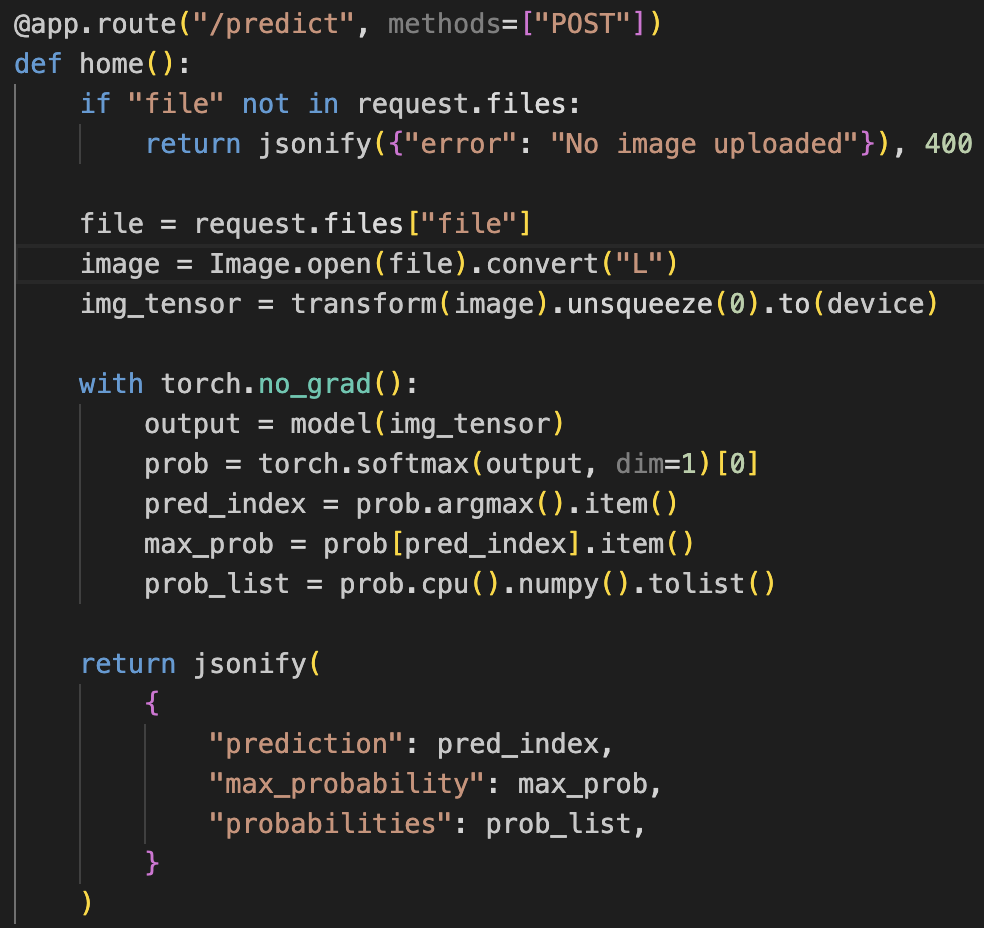 @app.route("/predict", methods=["POST"])
def home():
    if "file" not in request.files:
        return jsonify({"error": "No image uploaded"}), 400

    file = request.files["file"]
    image = Image.open(file).convert("L")
    img_tensor = transform(image).unsqueeze(0).to(device)

    with torch.no_grad():
        output = model(img_tensor)
        prob = torch.softmax(output, dim=1)[0]
        pred_index = prob.argmax().item()
        max_prob = prob[pred_index].item()
        prob_list = prob.cpu().numpy().tolist()

    return jsonify(
        {
            "prediction": pred_index,
            "max_probability": max_prob,
            "probabilities": prob_list,
        }
    )